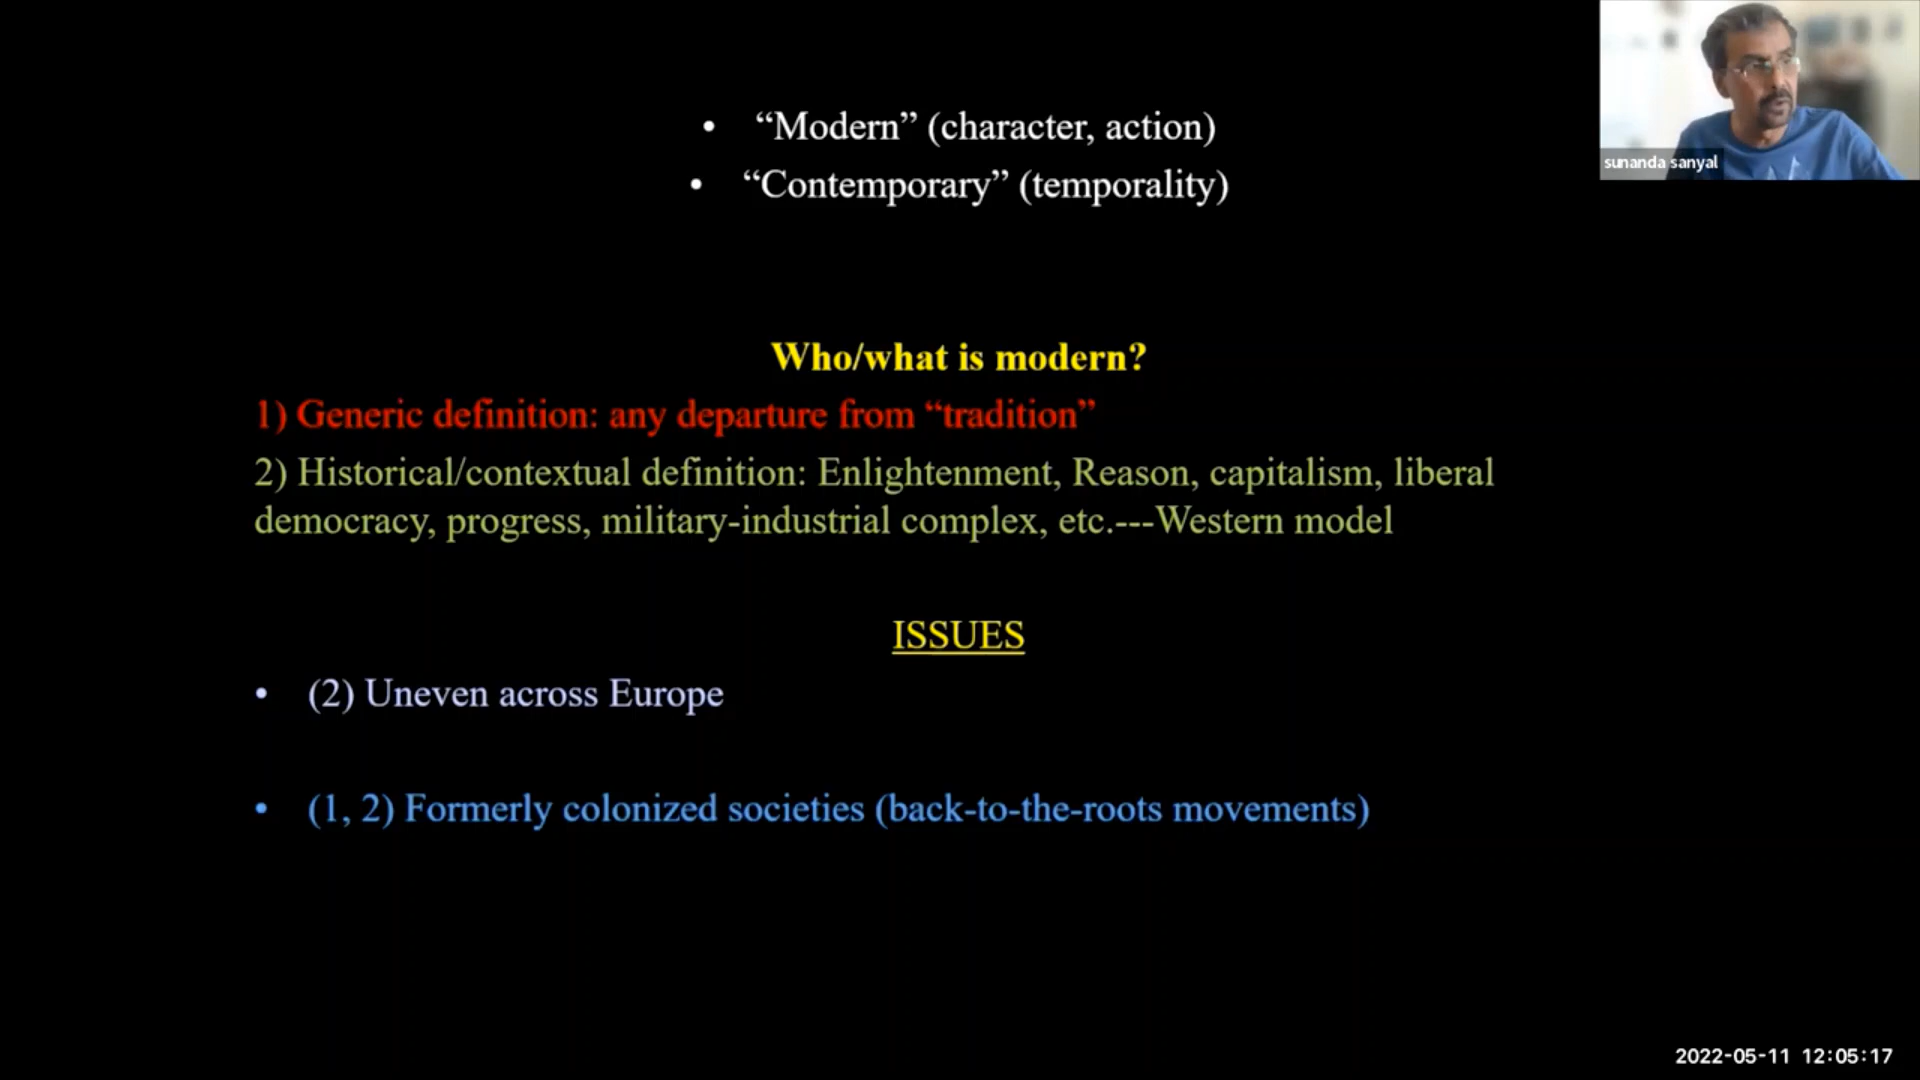 • “Modern” (character, action)
• “Contemporary” (temporality)
sunanda sanyal
Who/what is modern?
1) Generic definition: any departure from “tradition”
2) Historical/contextual definition: Enlightenment, Reason, capitalism, liberal
democracy, progress, military-industrial complex, etc.---Western model
ISSUES
• (2) Uneven across Europe
• (1, 2) Formerly colonized societies (back-to-the-roots movements)
2022-05-11 12:05:17